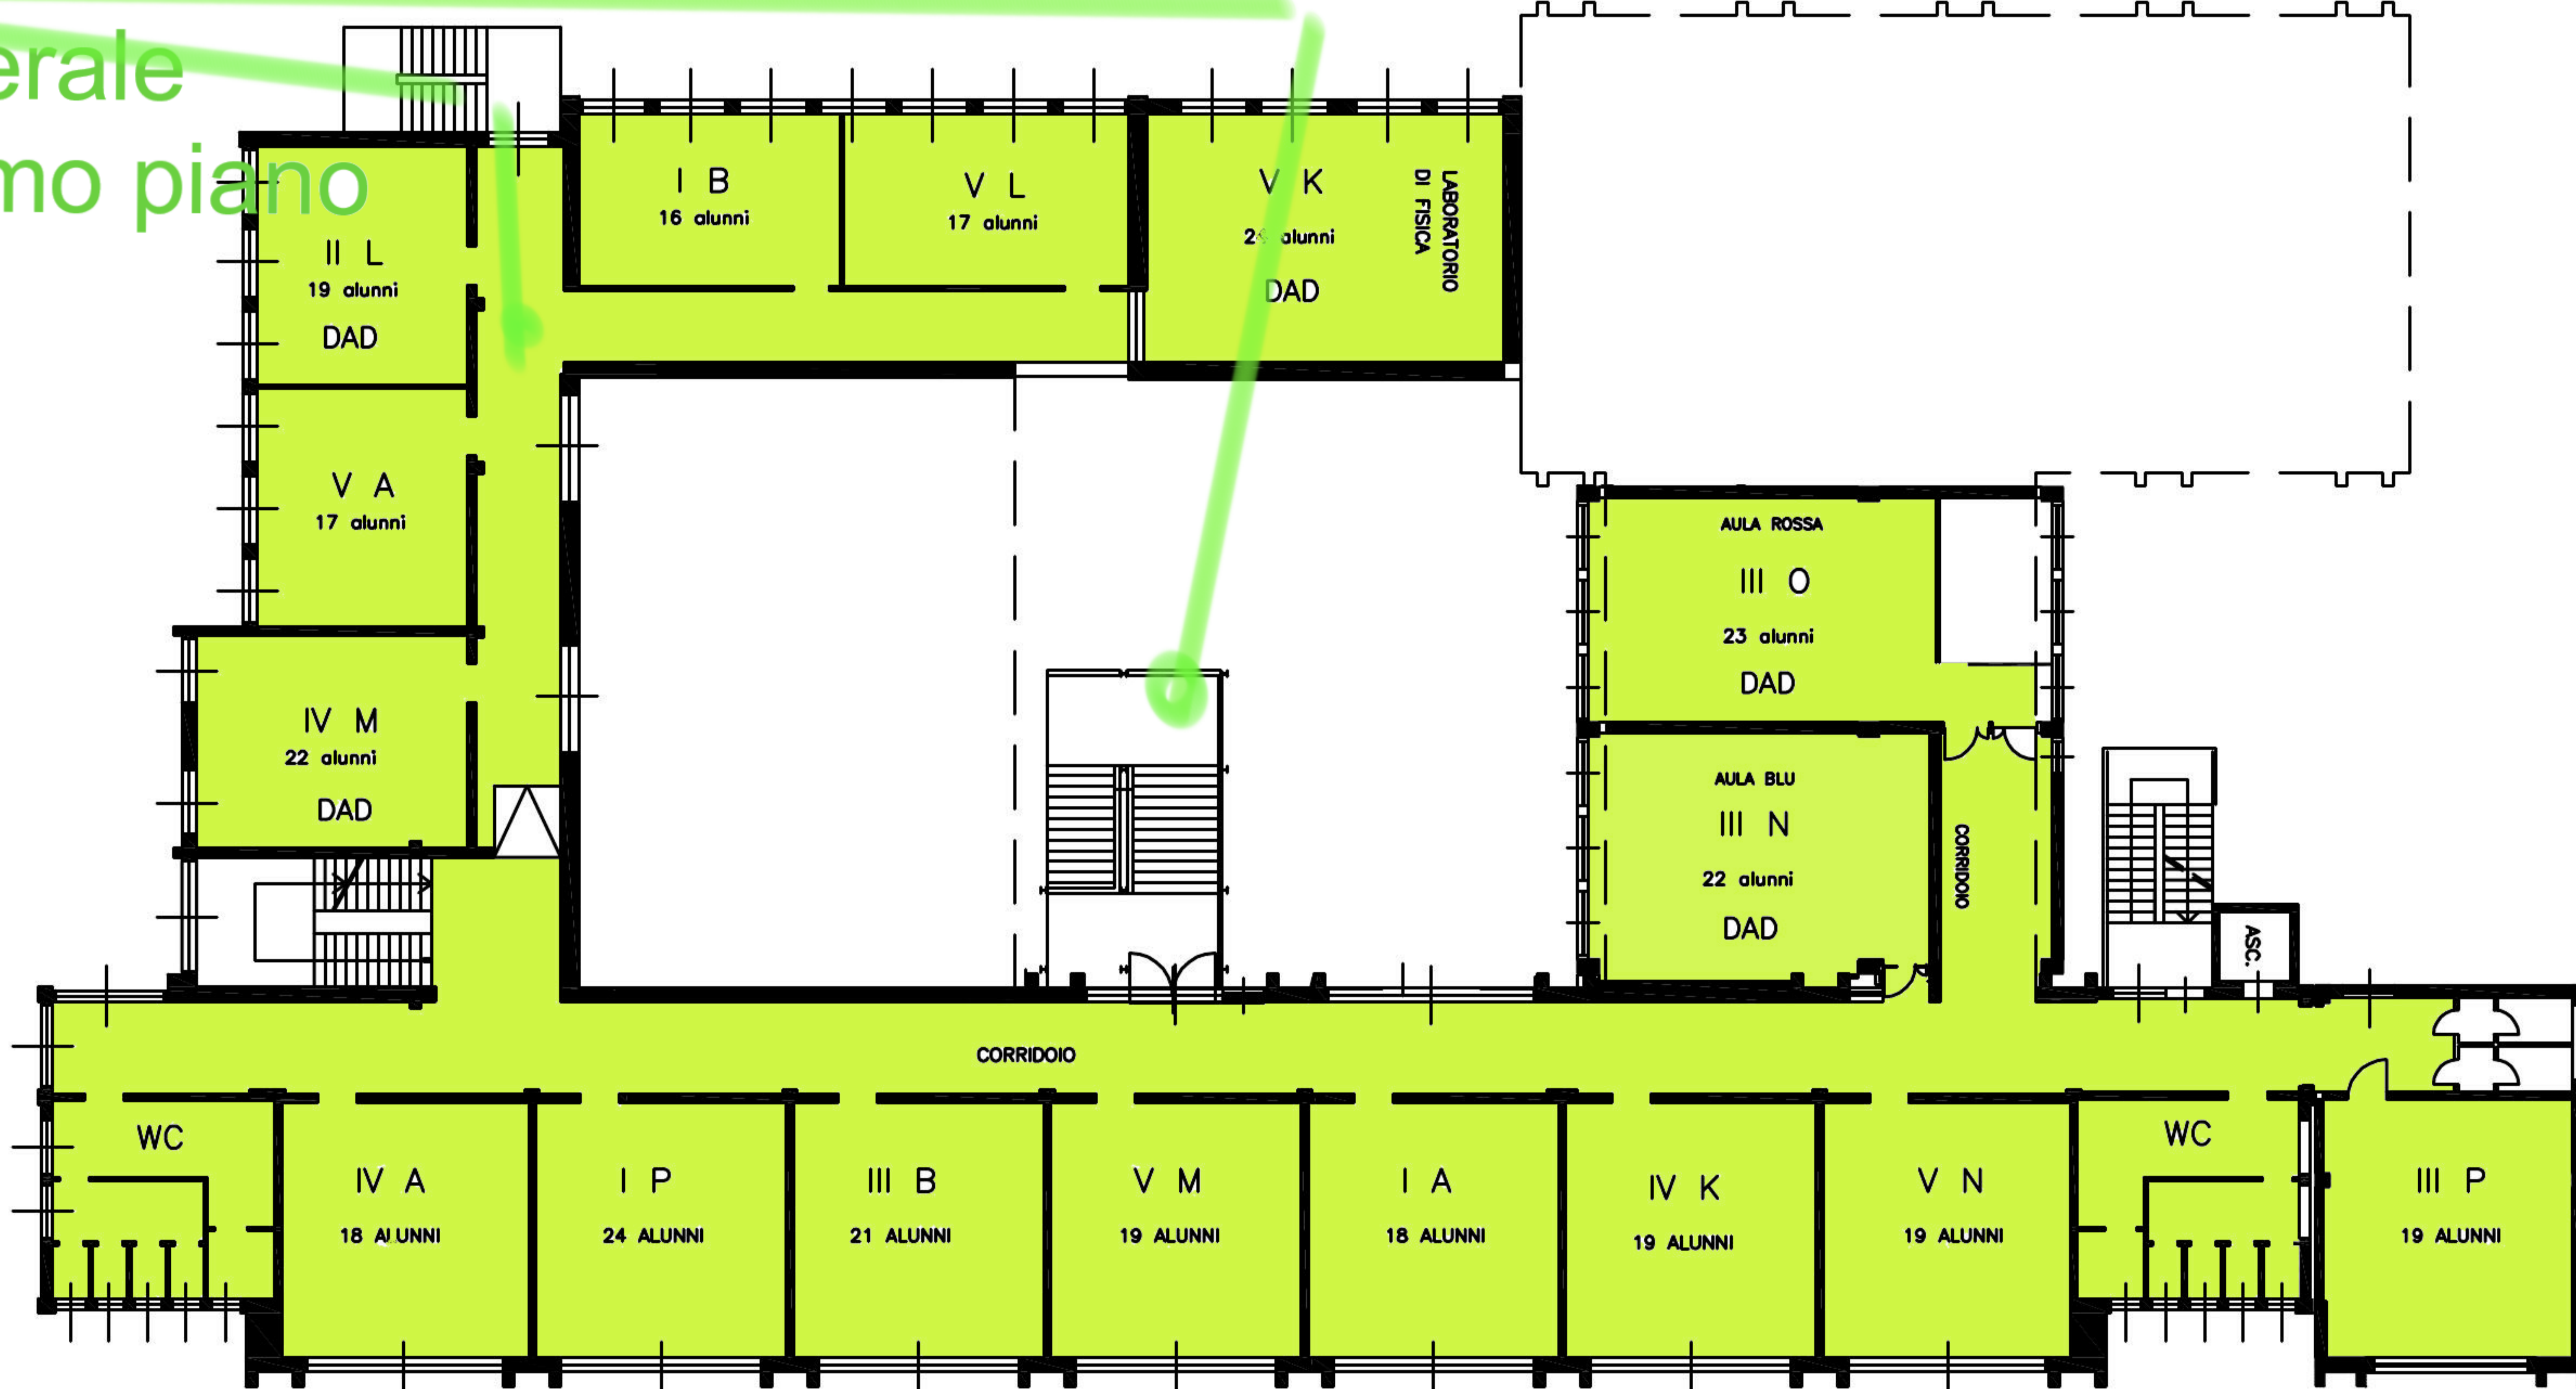 erale
mo piano
I B
16 alunni
V L
17 alunni
V K
alunni
DAD
LABORATORIO
DI FISICA
II L
19 alunni
DAD
V A
17 alunni
IV M
22 alunni
DAD
AULA ROSSA
III O
23 alunni
DAD
AULA BLU
III N
22 alunni
DAD
CORRIDOIO
ASC.
CORRIDOIO
WC
IV A
18 ALUNNI
I P
24 ALUNNI
III B
21 ALUNNI
V M
19 ALUNNI
I A
18 ALUNNI
IV K
19 ALUNNI
V N
19 ALUNNI
WC
III P
19 ALUNNI